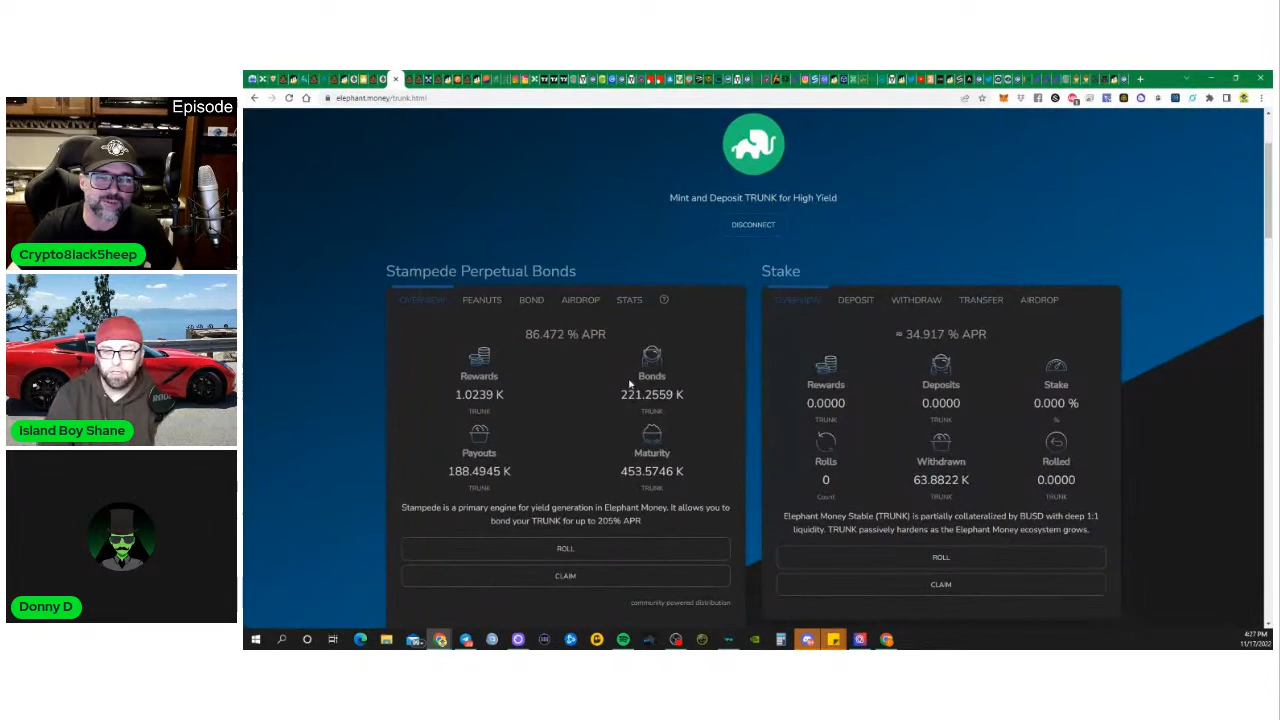 Episode
Crypto8lack5heep
Island Boy Shane
Donny D
elephant.money/trunk.html
Mint and Deposit TRUNK for High Yield
DISCONNECT
Stampede Perpetual Bonds
OVERVIEW PEANUTS BOND AIRDROP STATS
86.472 % APR
Rewards Bonds
1.0239 K 221.2559 K
TRUNK TRUNK
Payouts Maturity
188.4945 K 453.5746 K
TRUNK TRUNK
Stampede is a primary engine for yield generation in Elephant Money. It allows you to
bond your TRUNK for up to 205% APR
ROLL
CLAIM
community powered distribution
Stake
OVERVIEW DEPOSIT WITHDRAW TRANSFER AIRDROP
≈ 34.917 % APR
Rewards Deposits Stake
0.0000 0.0000 0.000 %
TRUNK TRUNK %
Rolls Withdrawn Rolled
0 63.8822 K 0.0000
Count TRUNK TRUNK
Elephant Money Stable (TRUNK) is partially collateralized by BUSD with deep 1:1
liquidity. TRUNK passively hardens as the Elephant Money ecosystem grows.
ROLL
CLAIM
4:27 PM
11/17/2022